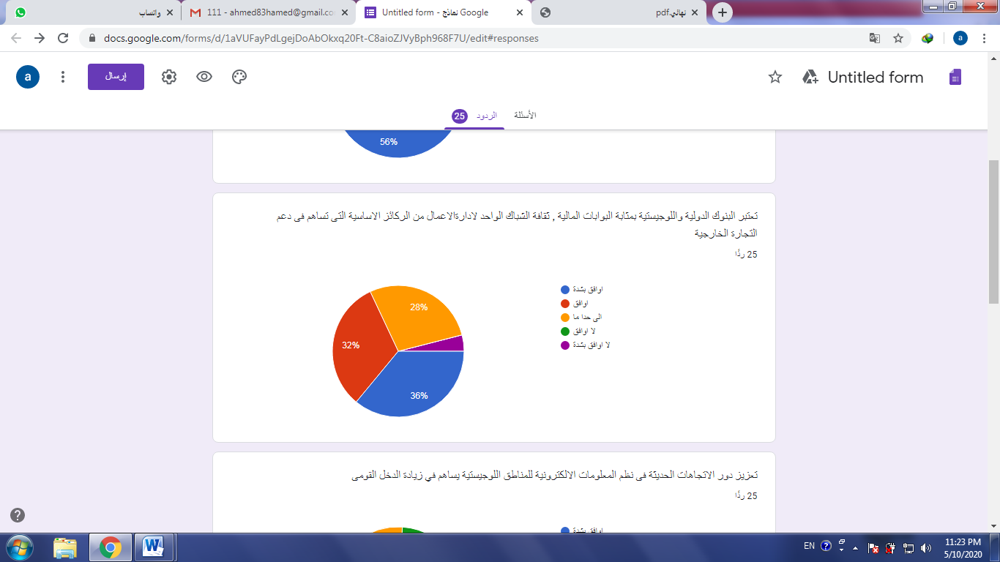 واتساب
111 - ahmed83hamed@gmail.co
Untitled form - نماذج Google
نهائي.pdf
docs.google.com/forms/d/1aVUFayPdLgejDoAbOkxq20Ft-C8aioZJVyBph968F7U/edit#responses
a
a
إرسال
Untitled form
الأسئلة
الردود
25
56%
تعتبر البنوك الدولية واللوجيستية بمثابة البوابات المالية , ثقافة الشباك الواحد لادارةالاعمال من الركائز الاساسية التى تساهم فى دعم
التجارة الخارجية
25 ردًا
اوافق بشدة
اوافق
الى حدا ما
لا اوافق
لا اوافق بشدة
28%
32%
36%
تعزيز دور الاتجاهات الحديثة فى نظم المعلومات الالكترونية للمناطق اللوجيستية يساهم في زيادة الدخل القومى
25 ردًا
اوافق بشدة
EN
11:23 PM
5/10/2020